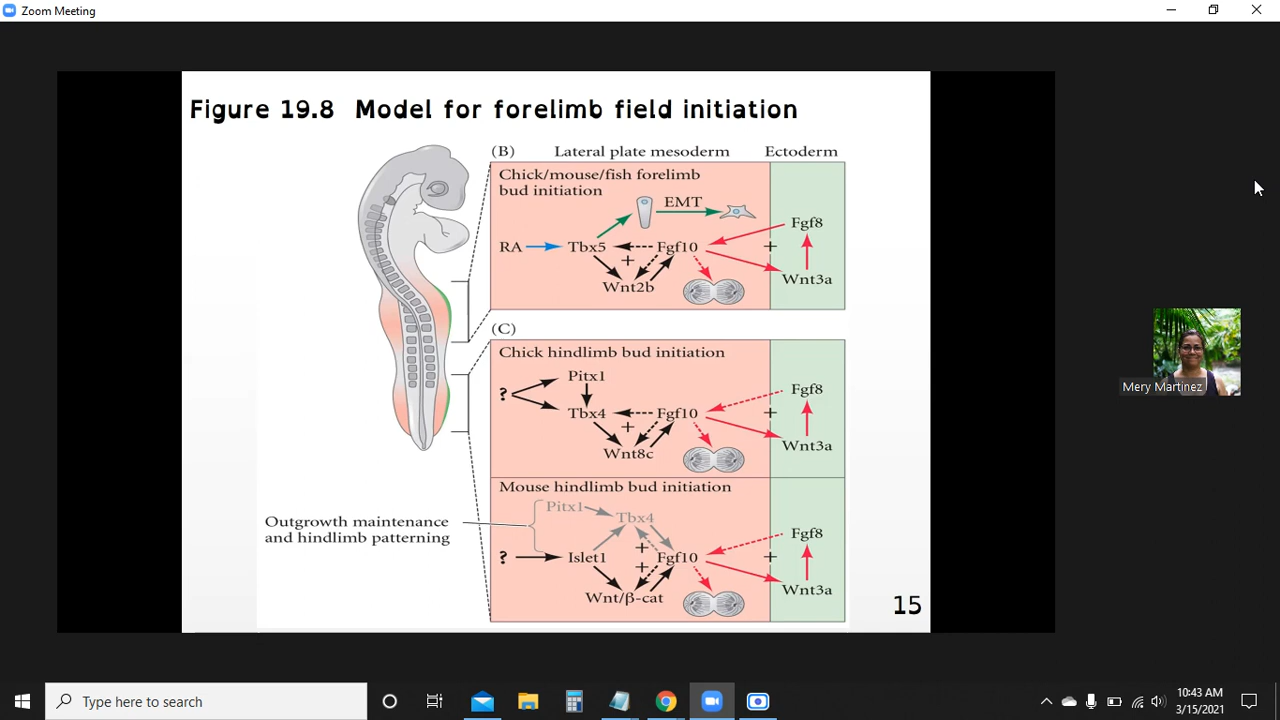 Zoom Meeting
Figure 19.8 Model for forelimb field initiation
(B) Lateral plate mesoderm Ectoderm
Chick/mouse/fish forelimb
bud initiation
EMT
Fgf8
RA Tbx5 Fgf10 +
+
Wnt2b Wnt3a
(C)
Chick hindlimb bud initiation
Pitx1
? Fgf8
Tbx4 Fgf10 +
+
Wnt8c Wnt3a
Mouse hindlimb bud initiation
Pitx1
Tbx4
Outgrowth maintenance
and hindlimb patterning
Fgf8
+
? Islet1 Fgf10 +
+
Wnt/β-cat Wnt3a
15
Mery Martinez
Type here to search
10:43 AM
3/15/2021